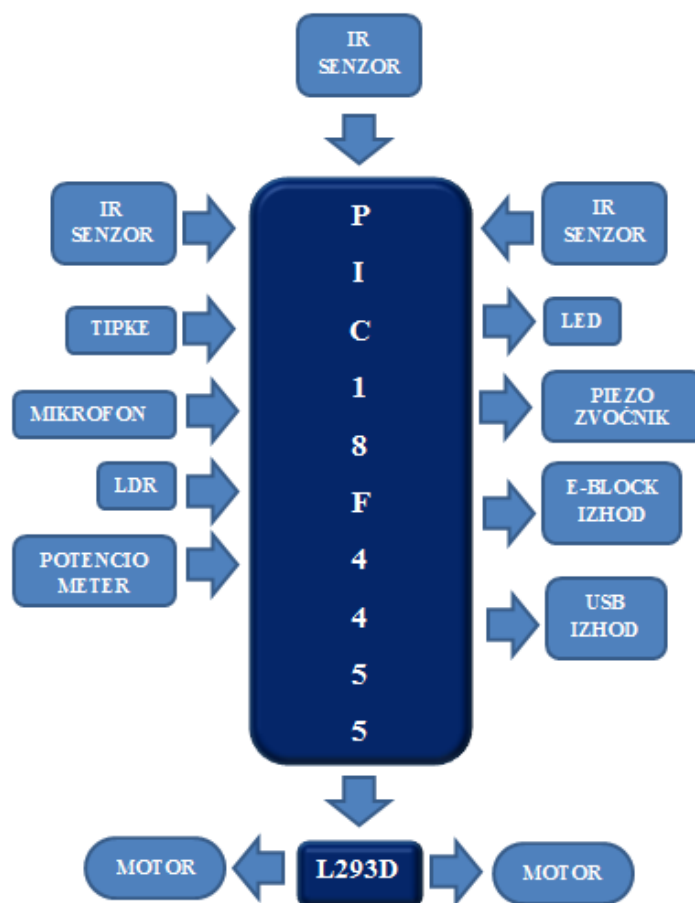 IR
SENZOR
IR
SENZOR
P
I
C
1
8
F
4
4
5
5
IR
SENZOR
TIPKE
LED
MIKROFON
PIEZO
ZVOČNIK
LDR
E-BLOCK
IZHOD
POTENCIO
METER
USB
IZHOD
MOTOR
L293D
MOTOR